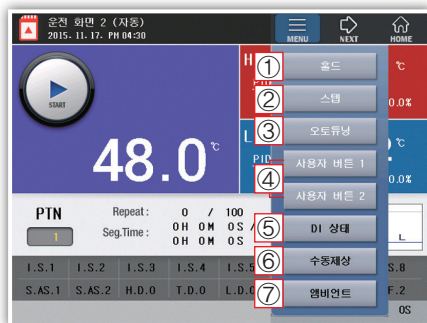 운전 화면 2 (자동)
2015. 11. 17. PM 04:30
MENU
NEXT
HOME
START
48.0 ℃
H
PID
℃
0.0%
L
PID
℃
0.0%
① 홀드
② 스텝
③ 오토튜닝
④ 사용자 버튼 1
사용자 버튼 2
⑤ DI 상태
⑥ 수동제상
⑦ 앰비언트
PTN
1
Repeat : 0 / 100
Seg.Time : 0H 0M 0S /
0H 0M 0S
L
I.S.1 I.S.2 I.S.3 I.S.4 I.S.5 S.8
S.AS.1 S.AS.2 H.D.0 T.D.0 L.D. F.2
0S